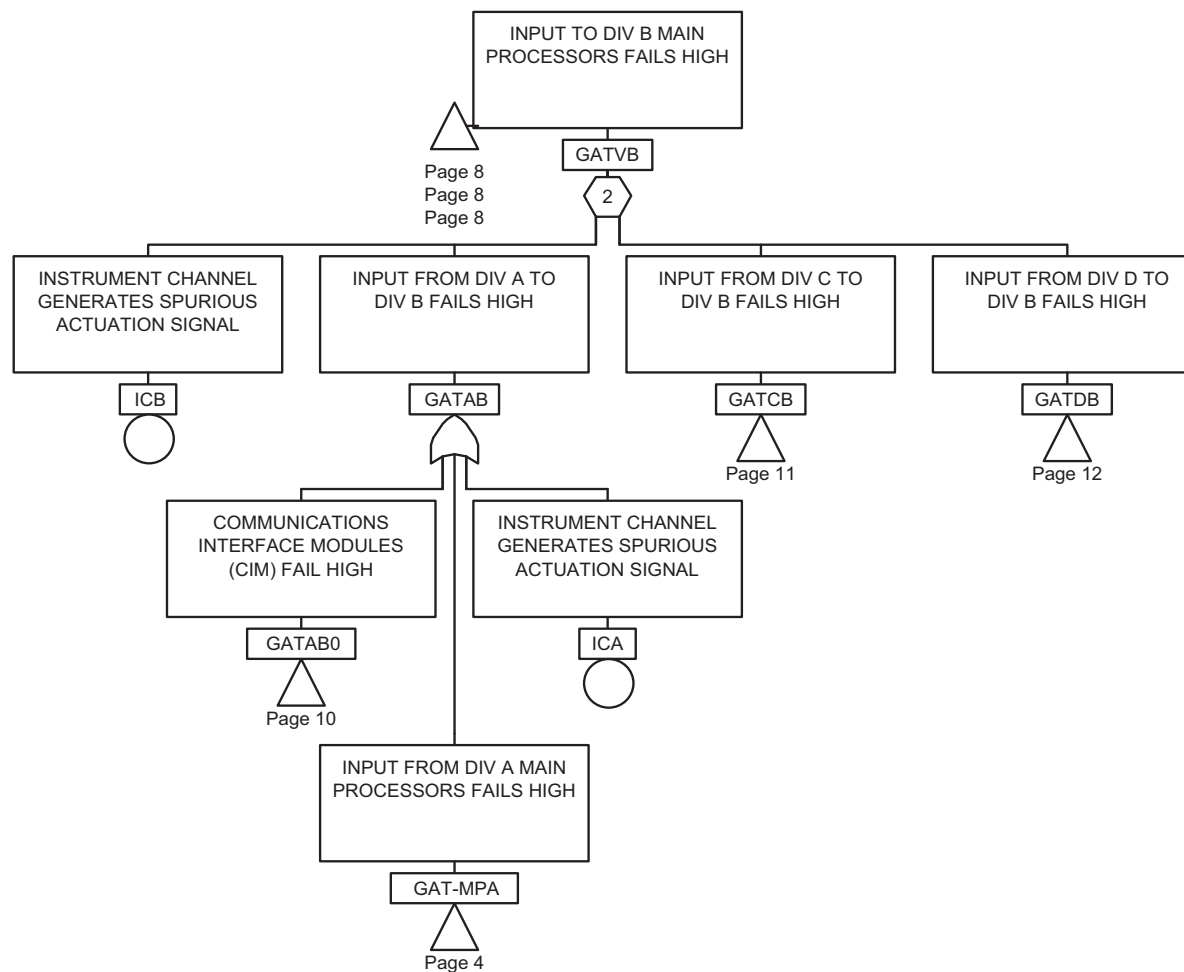 INPUT TO DIV B MAIN
PROCESSORS FAILS HIGH
GATVB
Page 8
Page 8
Page 8
2
INSTRUMENT CHANNEL
GENERATES SPURIOUS
ACTUATION SIGNAL
ICB
INPUT FROM DIV A TO
DIV B FAILS HIGH
GATAB
INPUT FROM DIV C TO
DIV B FAILS HIGH
GATCB
Page 11
INPUT FROM DIV D TO
DIV B FAILS HIGH
GATDB
Page 12
COMMUNICATIONS
INTERFACE MODULES
(CIM) FAIL HIGH
GATAB0
Page 10
INSTRUMENT CHANNEL
GENERATES SPURIOUS
ACTUATION SIGNAL
ICA
INPUT FROM DIV A MAIN
PROCESSORS FAILS HIGH
GAT-MPA
Page 4